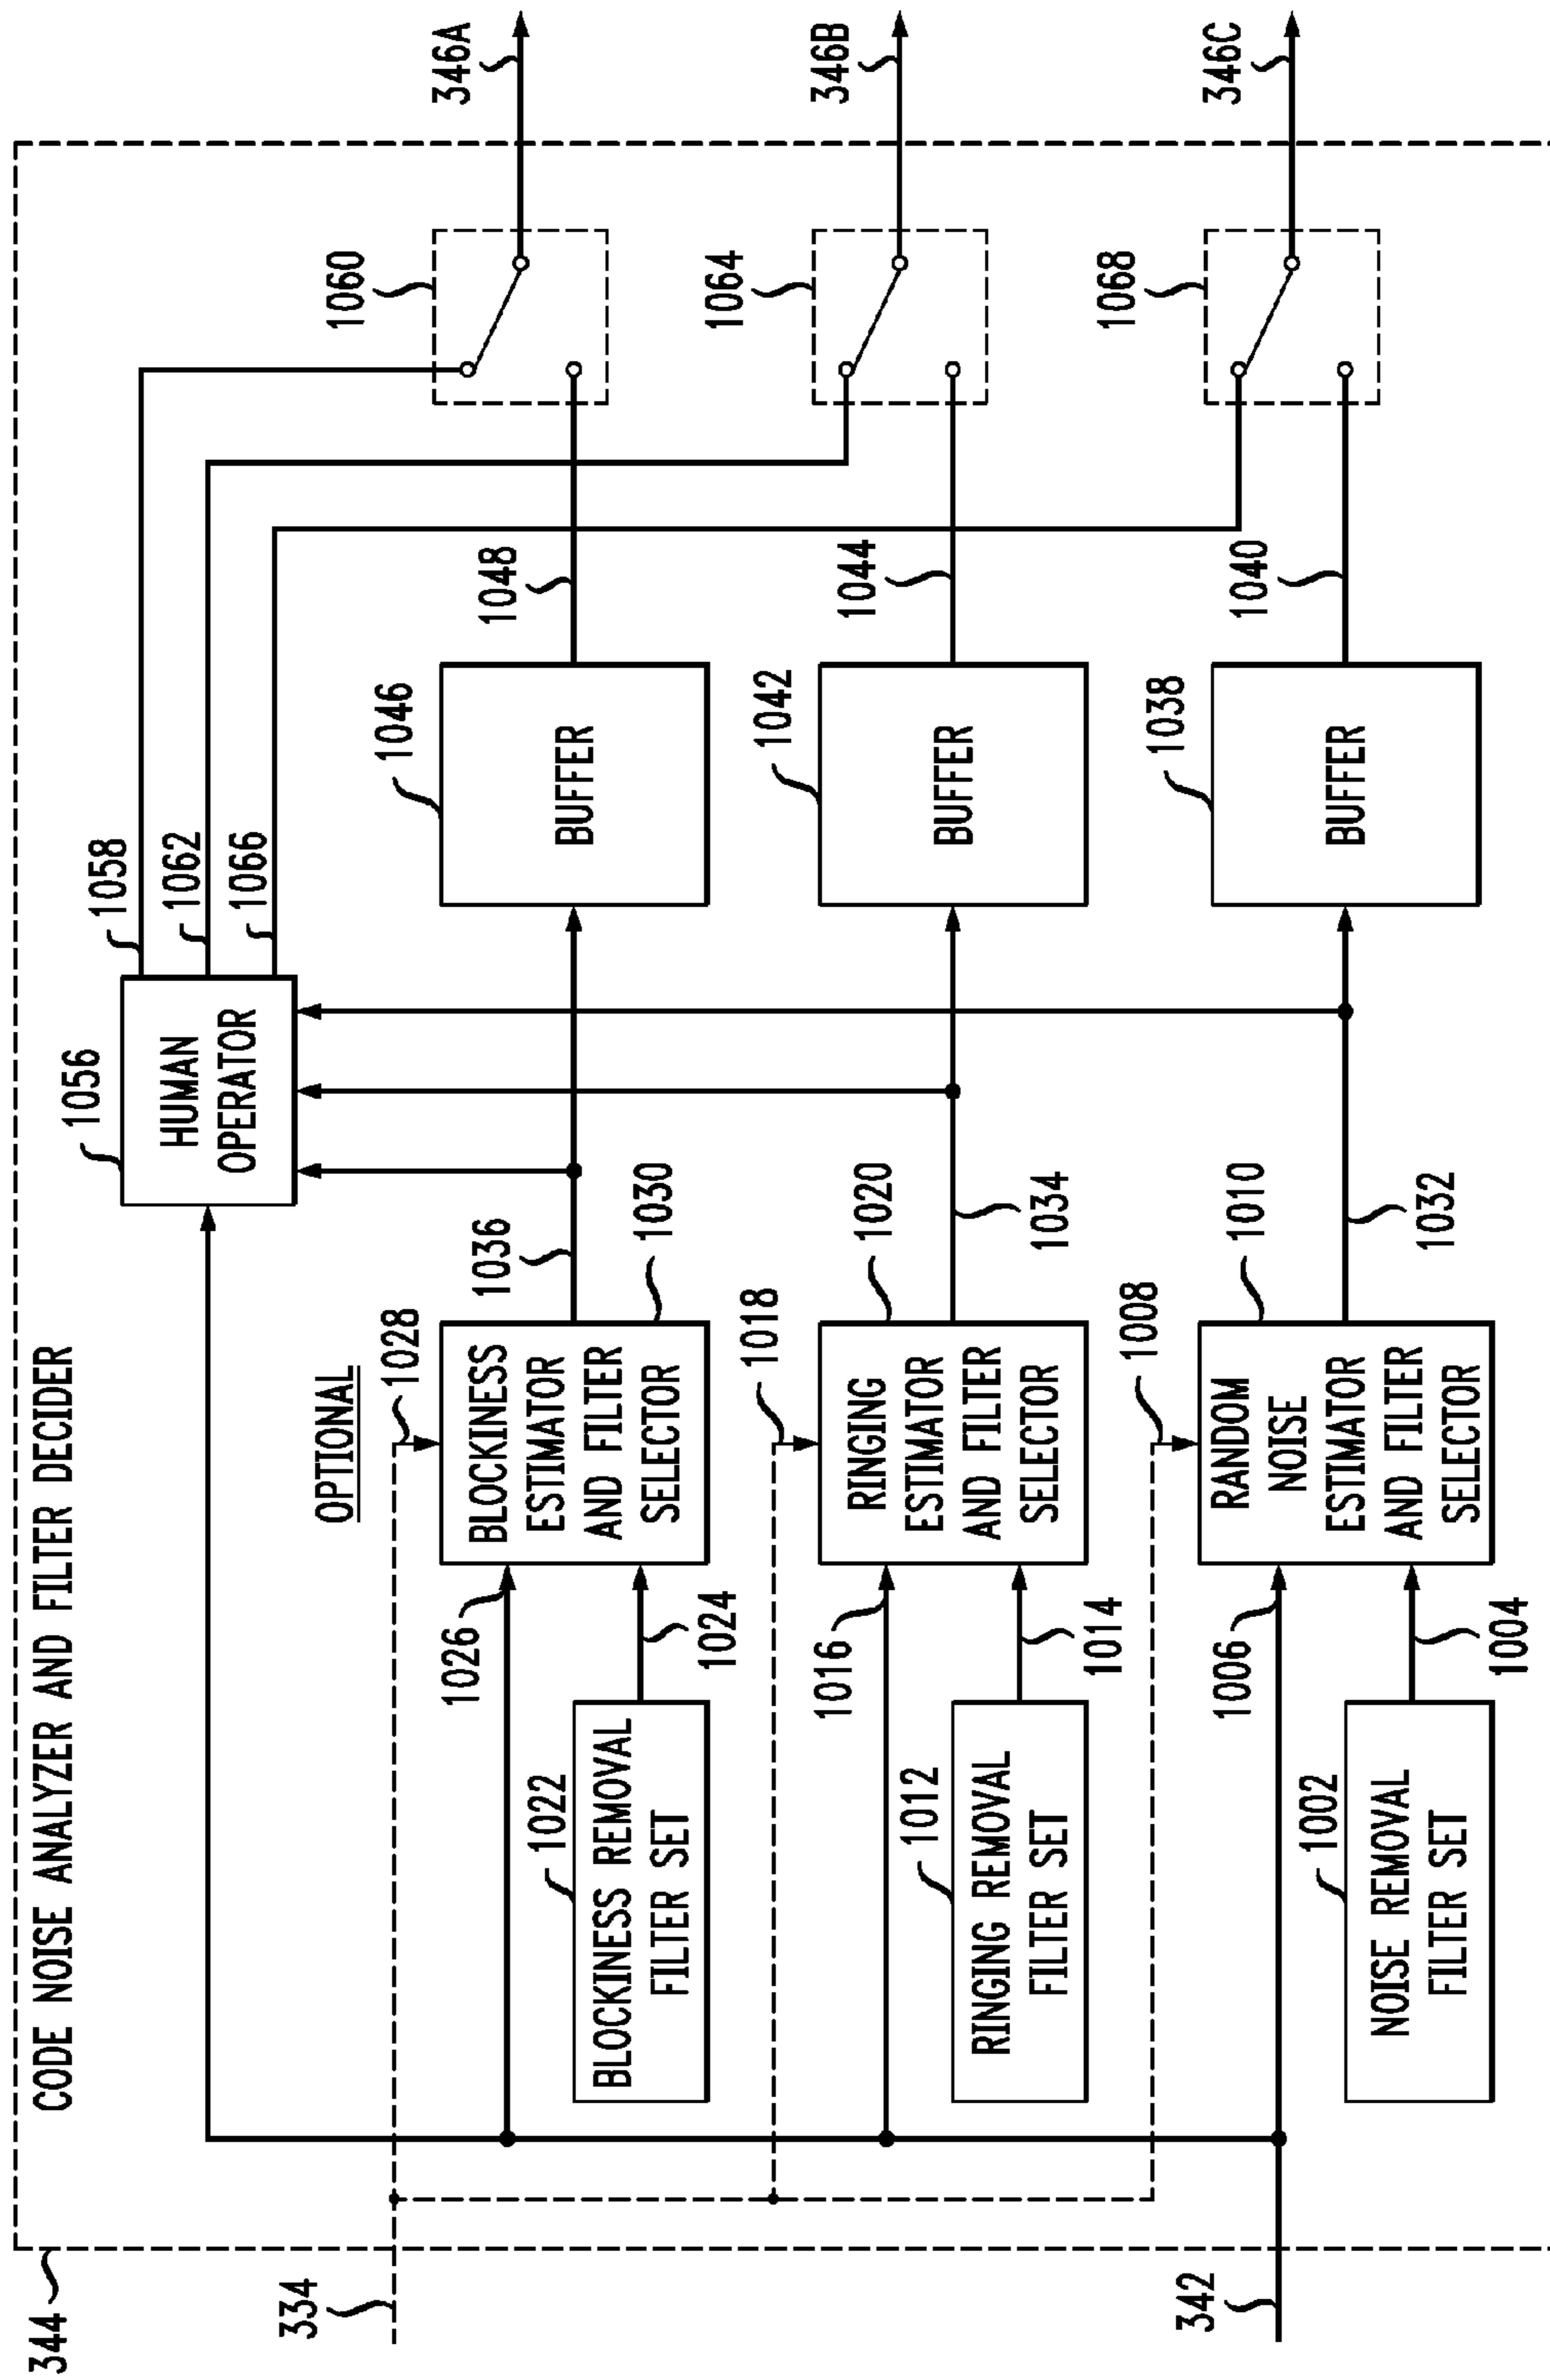 344
CODE NOISE ANALYZER AND FILTER DECIDER
1056
HUMAN
OPERATOR
1058
1062
1066
334
OPTIONAL
1028
1026
1022
BLOCKINESS REMOVAL
FILTER SET
1024
BLOCKINESS
ESTIMATOR
AND FILTER
SELECTOR
1030
1036
1046
BUFFER
1048
1060
346A
1018
1016
1012
RINGING REMOVAL
FILTER SET
1014
RINGING
ESTIMATOR
AND FILTER
SELECTOR
1020
1034
1042
BUFFER
1044
1064
346B
342
1008
1006
1002
NOISE REMOVAL
FILTER SET
1004
RANDOM
NOISE
ESTIMATOR
AND FILTER
SELECTOR
1010
1032
1038
BUFFER
1040
1068
346C